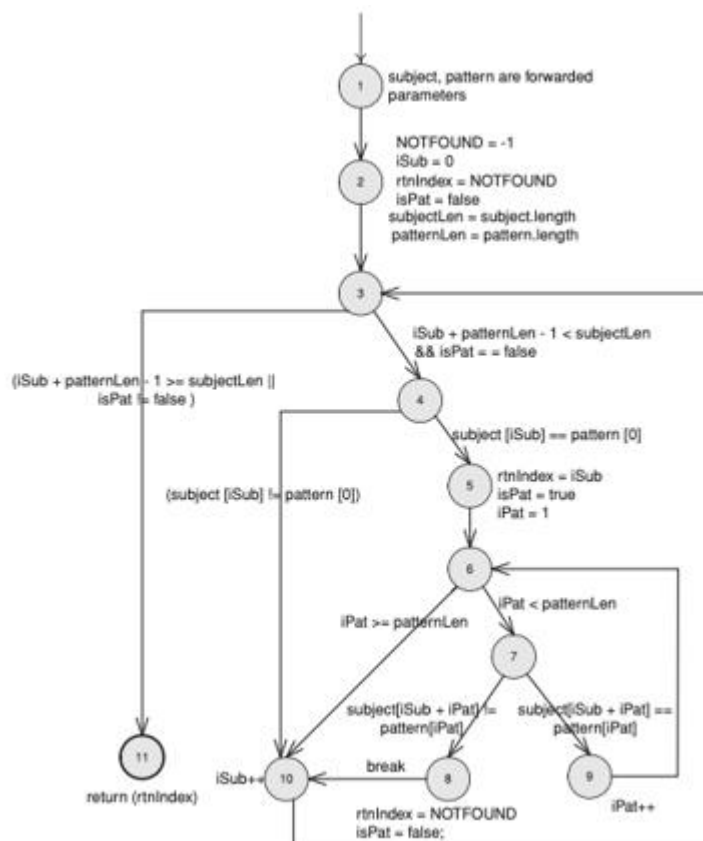 1
subject, pattern are forwarded
parameters
NOTFOUND = -1
iSub = 0
2
rtnIndex = NOTFOUND
isPat = false
subjectLen = subject.length
patternLen = pattern.length
3
iSub + patternLen - 1 < subjectLen
&& isPat = = false
(iSub + patternLen - 1 >= subjectLen ||
isPat != false )
4
subject [iSub] == pattern [0]
(subject [iSub] != pattern [0])
5
rtnIndex = iSub
isPat = true
iPat = 1
6
iPat >= patternLen
iPat < patternLen
7
subject[iSub + iPat] !=
pattern[iPat]
subject[iSub + iPat] ==
pattern[iPat]
11
return (rtnIndex)
iSub++
10
break
8
9
iPat++
rtnIndex = NOTFOUND
isPat = false;